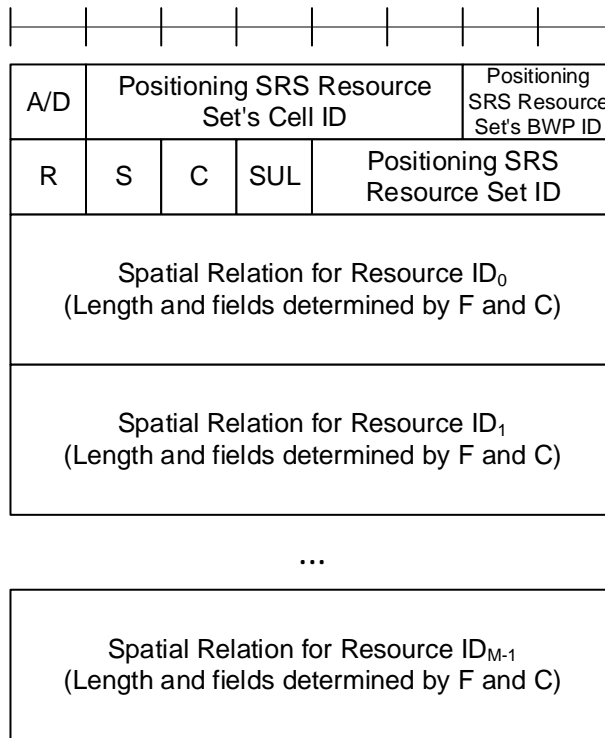 A/D
Positioning SRS Resource
Set's Cell ID
Positioning
SRS Resource
Set's BWP ID
R
S
C
SUL
Positioning SRS
Resource Set ID
Spatial Relation for Resource ID0
(Length and fields determined by F and C)
Spatial Relation for Resource ID1
(Length and fields determined by F and C)
...
Spatial Relation for Resource IDM-1
(Length and fields determined by F and C)